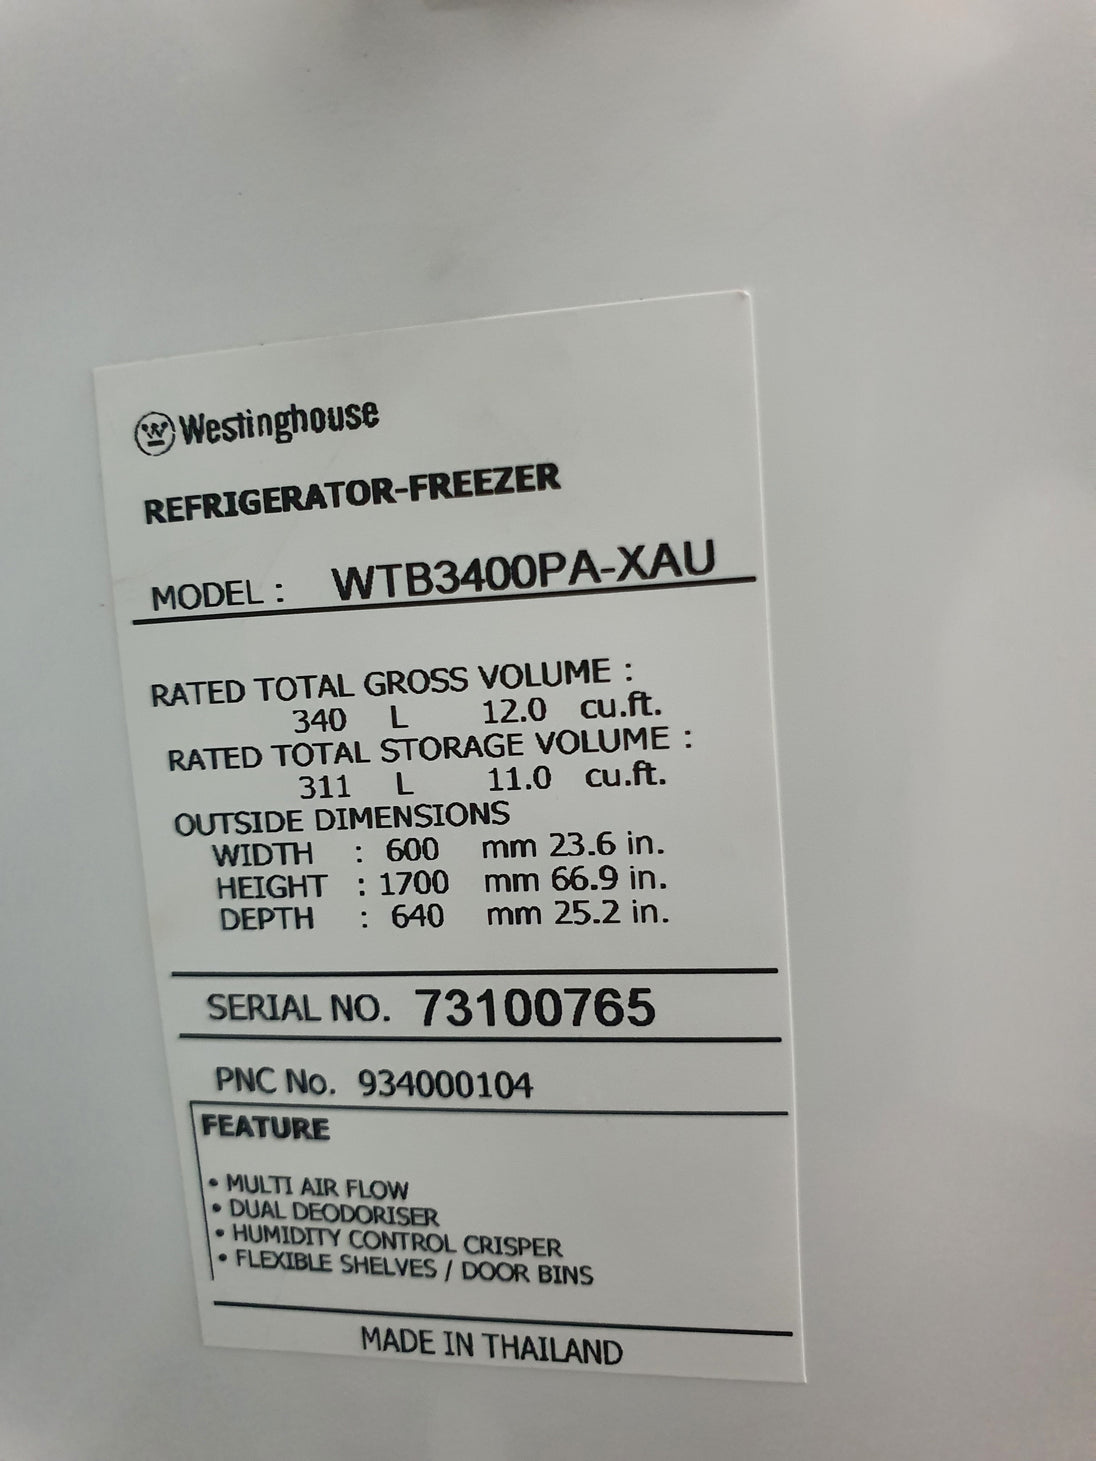 Westinghouse
REFRIGERATOR-FREEZER
MODEL : WTB3400PA-XAU
RATED TOTAL GROSS VOLUME :
340 L 12.0 cu.ft.
RATED TOTAL STORAGE VOLUME :
311 L 11.0 cu.ft.
OUTSIDE DIMENSIONS
WIDTH : 600 mm 23.6 in.
HEIGHT : 1700 mm 66.9 in.
DEPTH : 640 mm 25.2 in.
SERIAL NO. 73100765
PNC No. 934000104
FEATURE
• MULTI AIR FLOW
• DUAL DEODORISER
• HUMIDITY CONTROL CRISPER
• FLEXIBLE SHELVES / DOOR BINS
MADE IN THAILAND